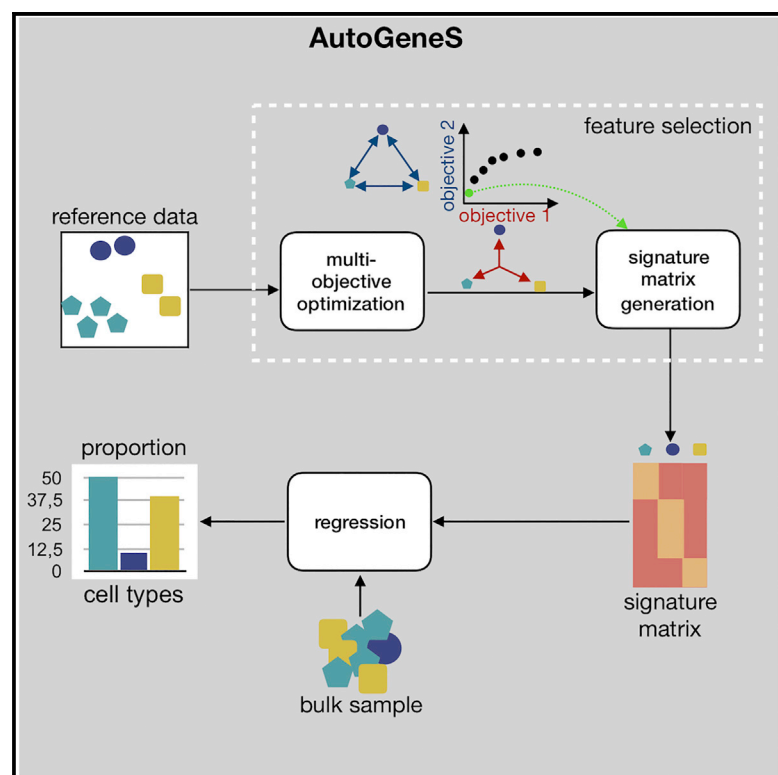 AutoGeneS
feature selection
objective 2
objective 1
reference data
multi-
objective
optimization
signature
matrix
generation
proportion
50
37,5
25
12,5
0
cell types
regression
signature
matrix
bulk sample